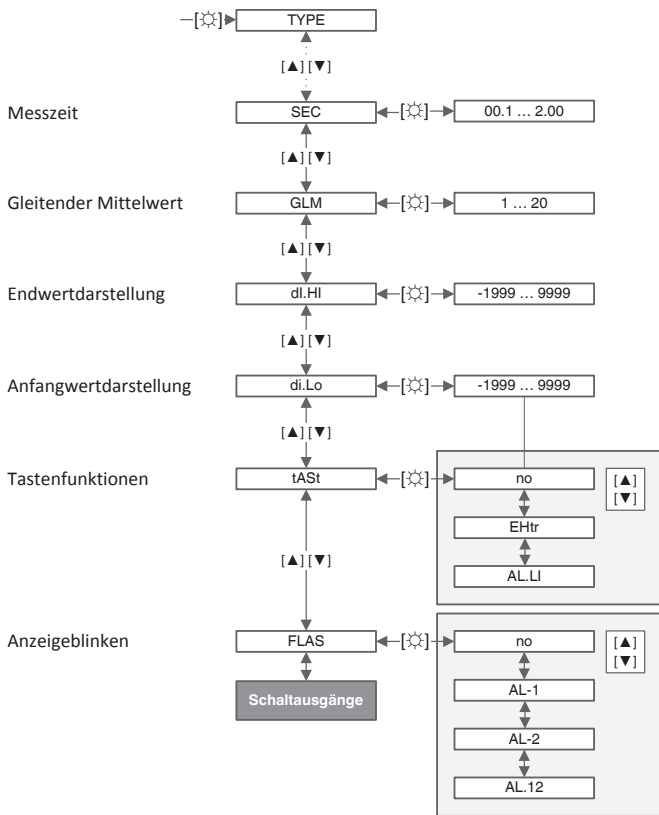 TYPE
[▲] [▼]
Messzeit SEC 00.1 ... 2.00
[▲] [▼]
Gleitender Mittelwert GLM 1 ... 20
[▲] [▼]
Endwertdarstellung dI.HI -1999 ... 9999
[▲] [▼]
Anfangwertdarstellung di.Lo -1999 ... 9999
[▲] [▼]
Tastenfunktionen tASt no [▲]
[▼]
EHtr
[▲] [▼] AL.LI
Anzeigeblinken FLAS no [▲]
[▼]
Schaltausgänge AL-1
AL-2
AL.12